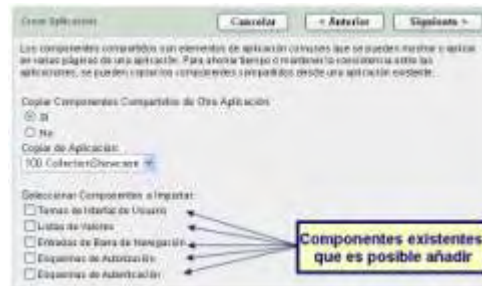 Crear Aplicación
Cancelar
< Anterior
Siguiente >
Los componentes compartidos son elementos de aplicación comunes que se pueden mostrar o aplicar
en varias páginas de una aplicación. Para ahorrar tiempo o mantener la consistencia entre las
aplicaciones, se pueden copiar los componentes compartidos desde una aplicación existente.
Copiar Componentes Compartidos de Otra Aplicación
Sí
No
Copiar de Aplicación:
100 CollectionShowcase
Seleccionar Componentes a Importar:
Temas de Interfaz de Usuario
Listas de Valores
Entradas de Barra de Navegación
Esquemas de Autorización
Esquemas de Autenticación
Componentes existentes
que es posible añadir